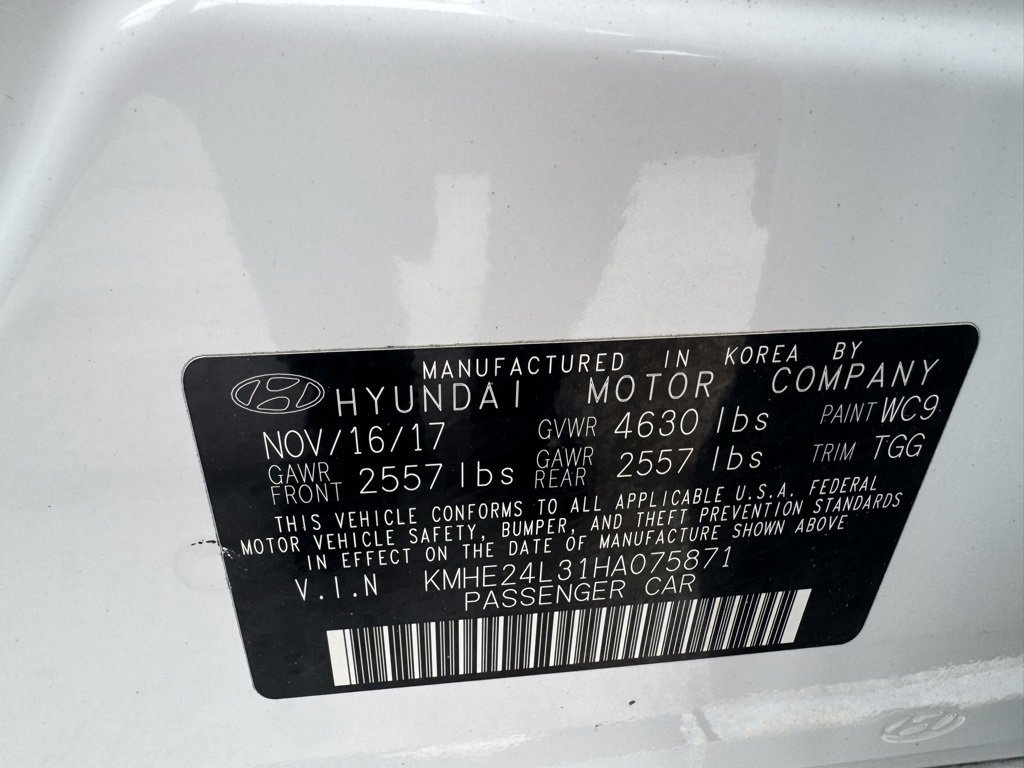 MANUFACTURED IN KOREA BY
HYUNDAI MOTOR COMPANY
NOV/16/17 GVWR 4630 lbs PAINT WC9
GAWR FRONT 2557 lbs GAWR REAR 2557 lbs TRIM TGG
THIS VEHICLE CONFORMS TO ALL APPLICABLE U.S.A. FEDERAL
MOTOR VEHICLE SAFETY, BUMPER, AND THEFT PREVENTION STANDARDS
IN EFFECT ON THE DATE OF MANUFACTURE SHOWN ABOVE
V.I.N KMHE24L31HA075871
PASSENGER CAR